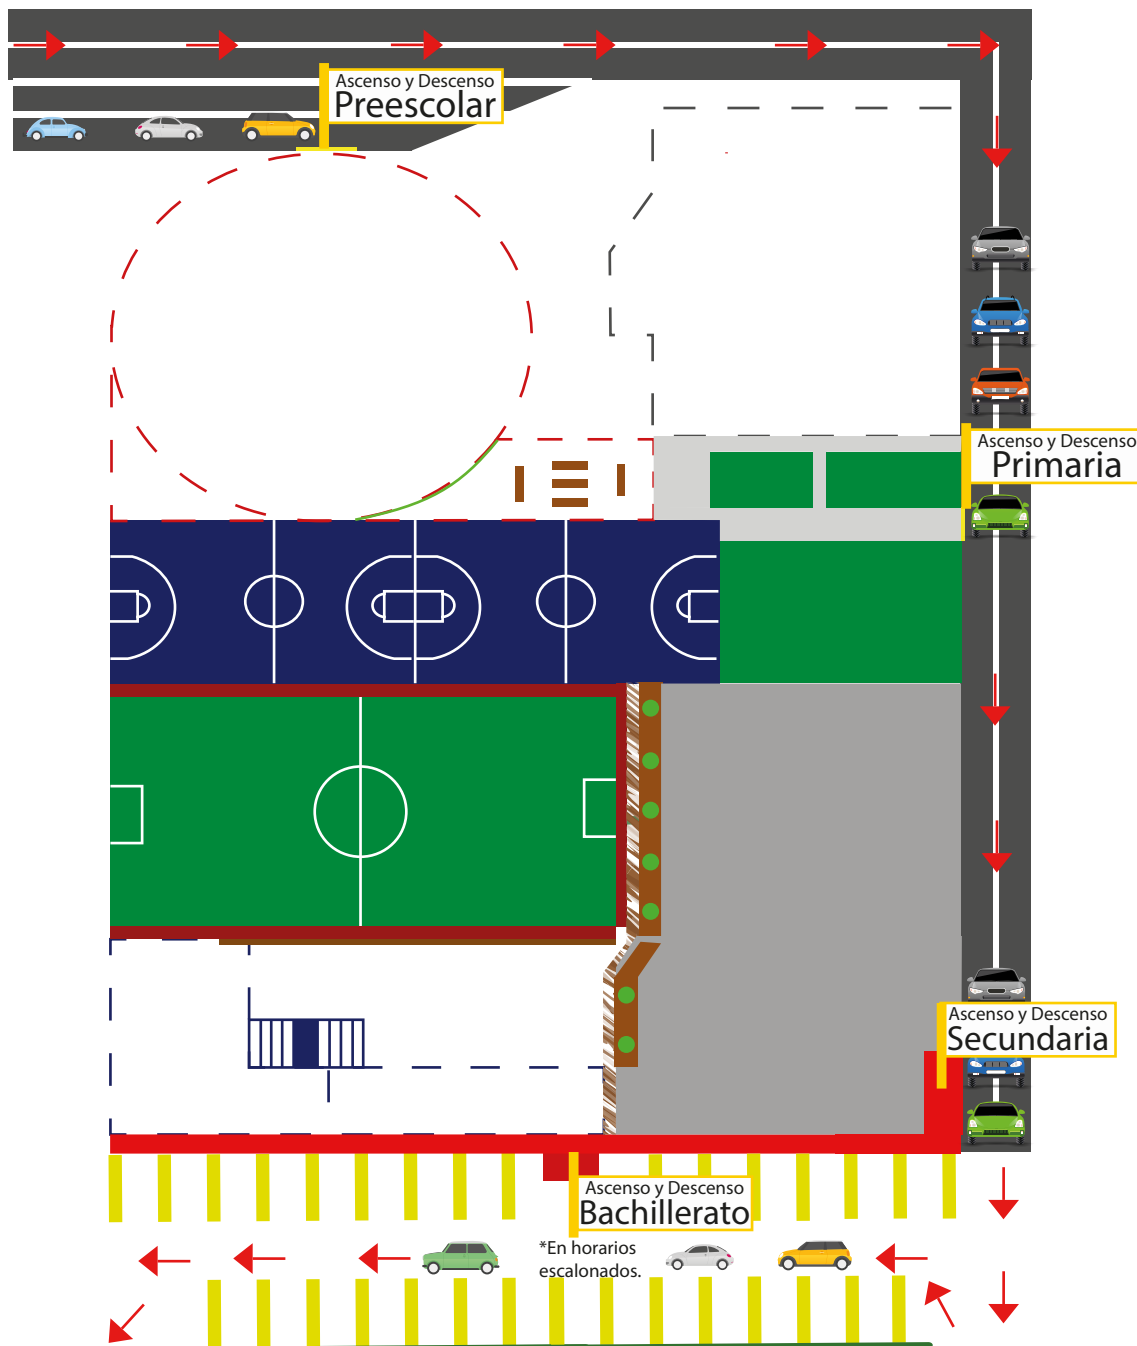 Ascenso y Descenso
Preescolar
Ascenso y Descenso
Primaria
Ascenso y Descenso
Secundaria
Ascenso y Descenso
Bachillerato
*En horarios
escalonados.